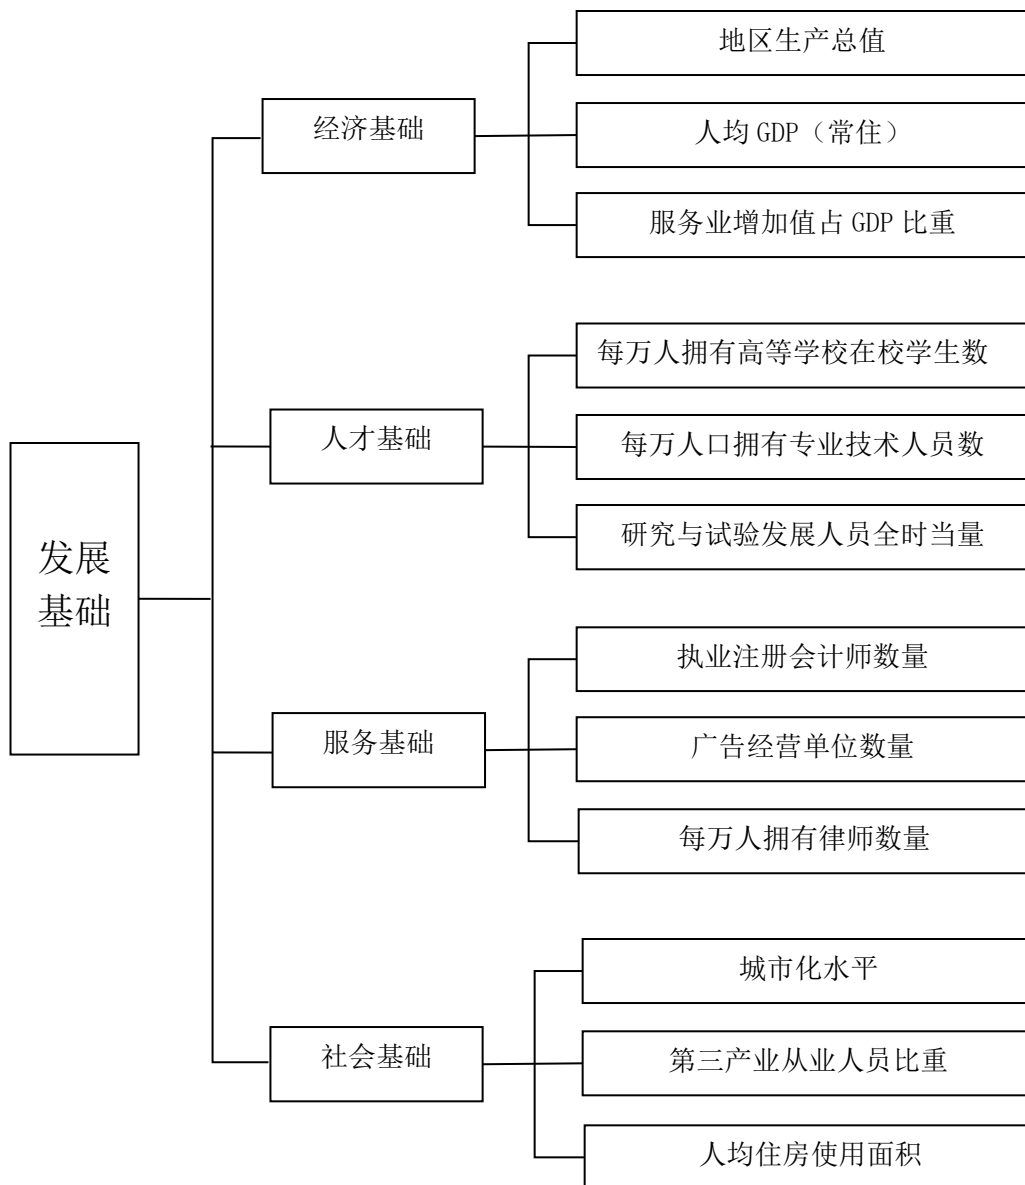 地区生产总值
经济基础
人均 GDP（常住）
服务业增加值占 GDP 比重
每万人拥有高等学校在校学生数
人才基础
每万人口拥有专业技术人员数
研究与试验发展人员全时当量
发展
基础
执业注册会计师数量
服务基础
广告经营单位数量
每万人拥有律师数量
城市化水平
社会基础
第三产业从业人员比重
人均住房使用面积